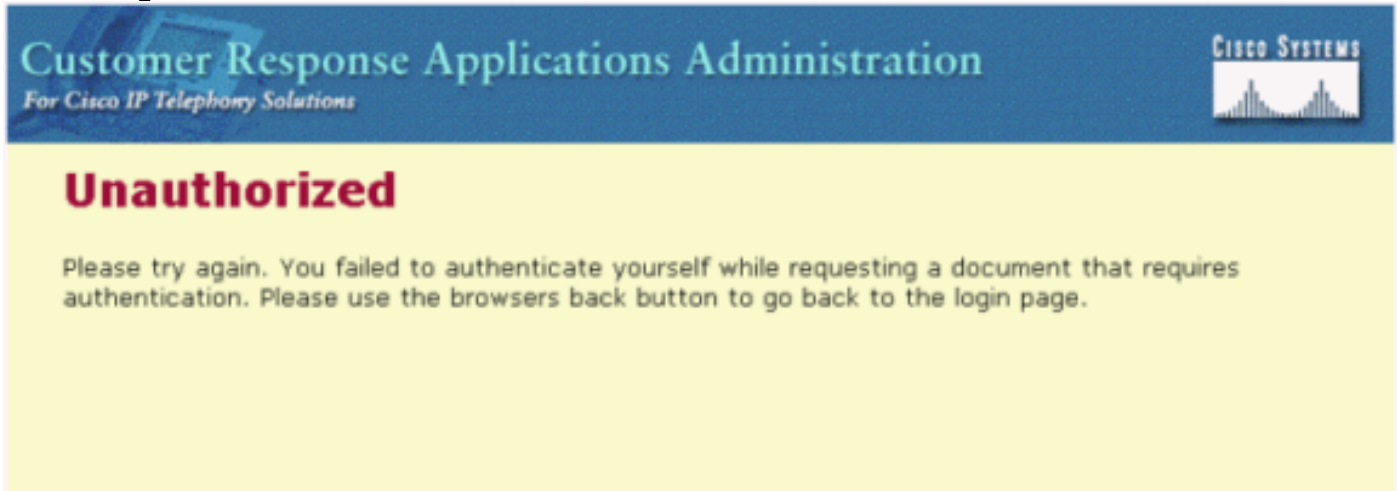 Customer Response Applications Administration
For Cisco IP Telephony Solutions
CISCO SYSTEMS
Unauthorized
Please try again. You failed to authenticate yourself while requesting a document that requires
authentication. Please use the browsers back button to go back to the login page.